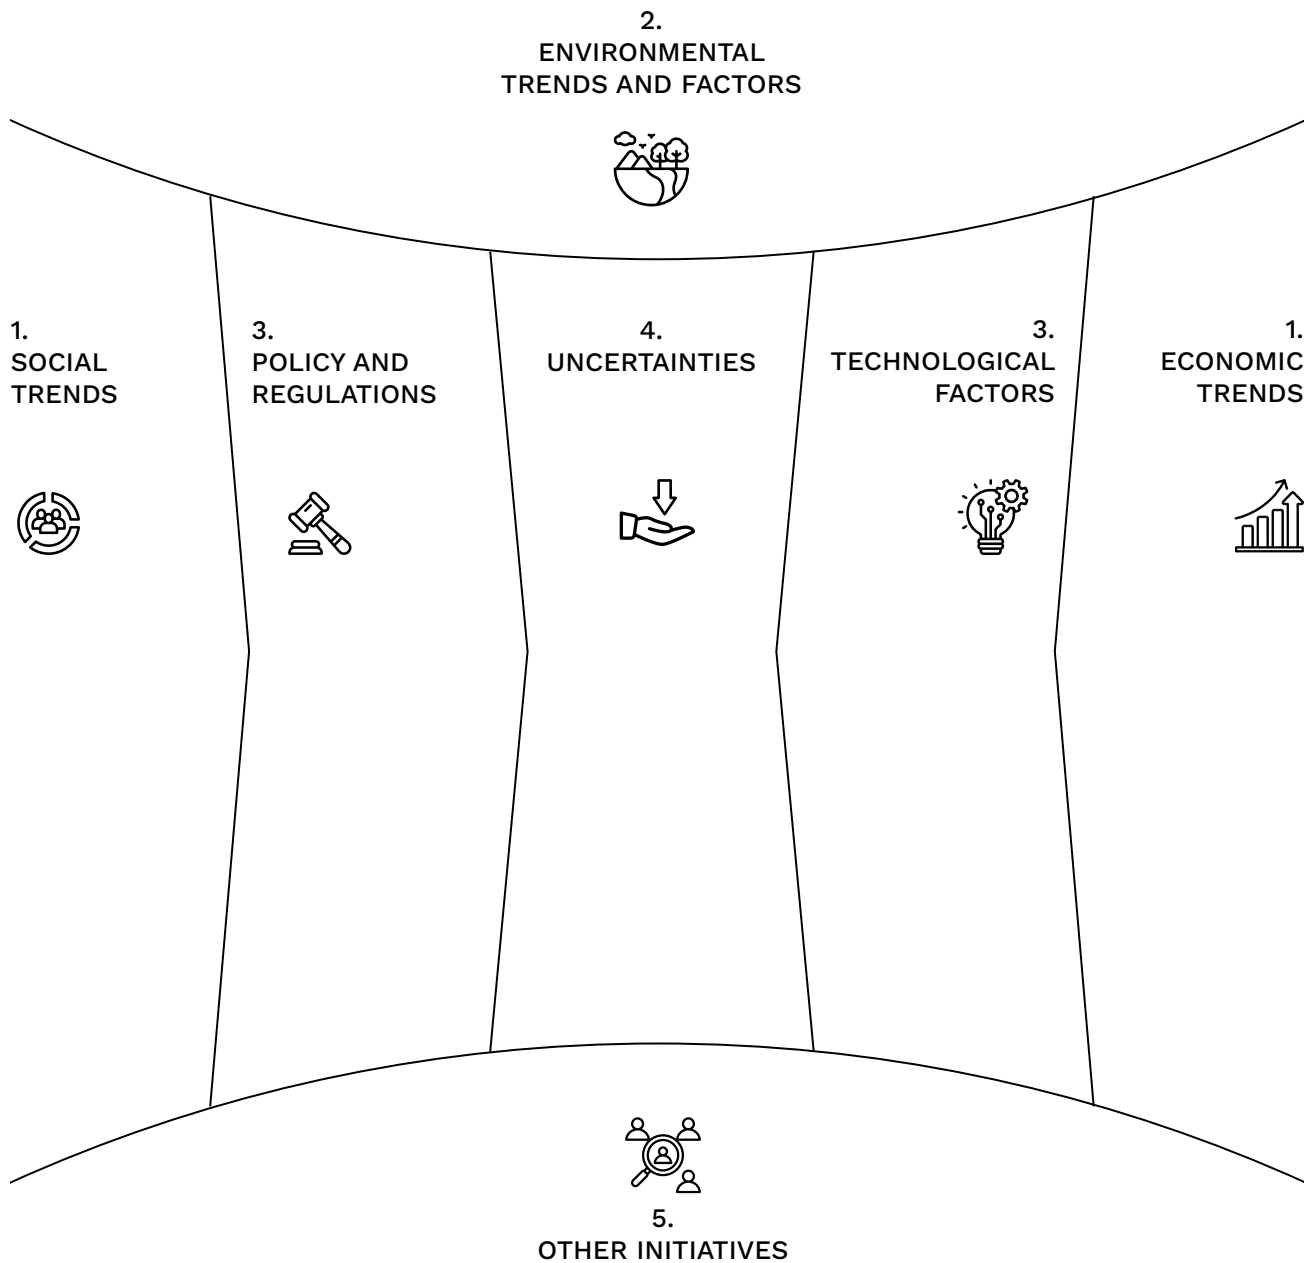 2.
ENVIRONMENTAL
TRENDS AND FACTORS
1.
SOCIAL
TRENDS
3.
POLICY AND
REGULATIONS
4.
UNCERTAINTIES
3.
TECHNOLOGICAL
FACTORS
1.
ECONOMIC
TRENDS
5.
OTHER INITIATIVES